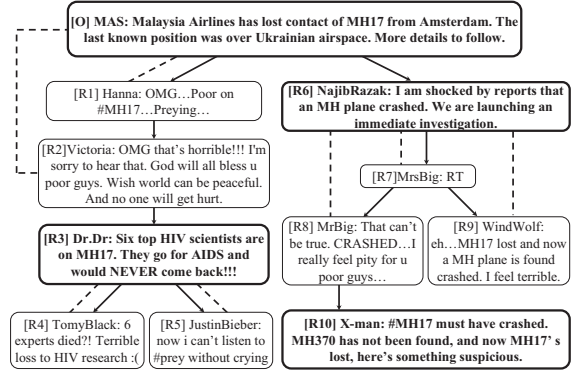 [O] MAS: Malaysia Airlines has lost contact of MH17 from Amsterdam. The
last known position was over Ukrainian airspace. More details to follow.
[R1] Hanna: OMG…Poor on
#MH17…Preying…
[R6] NajibRazak: I am shocked by reports that
an MH plane crashed. We are launching an
immediate investigation.
[R2]Victoria: OMG that's horrible!!! I'm
sorry to hear that. God will all bless u
poor guys. Wish world can be peaceful.
And no one will get hurt.
[R7]MrsBig: RT
[R3] Dr.Dr: Six top HIV scientists are
on MH17. They go for AIDS and
would NEVER come back!!!
[R8] MrBig: That can't
be true. CRASHED…I
really feel pity for u
poor guys…
[R9] WindWolf:
eh…MH17 lost and now
a MH plane is found
crashed. I feel terrible.
[R4] TomyBlack: 6
experts died?! Terrible
loss to HIV research :(
[R5] JustinBieber:
now i can't listen to
#prey without crying
[R10] X-man: #MH17 must have crashed.
MH370 has not been found, and now MH17' s
lost, here's something suspicious.